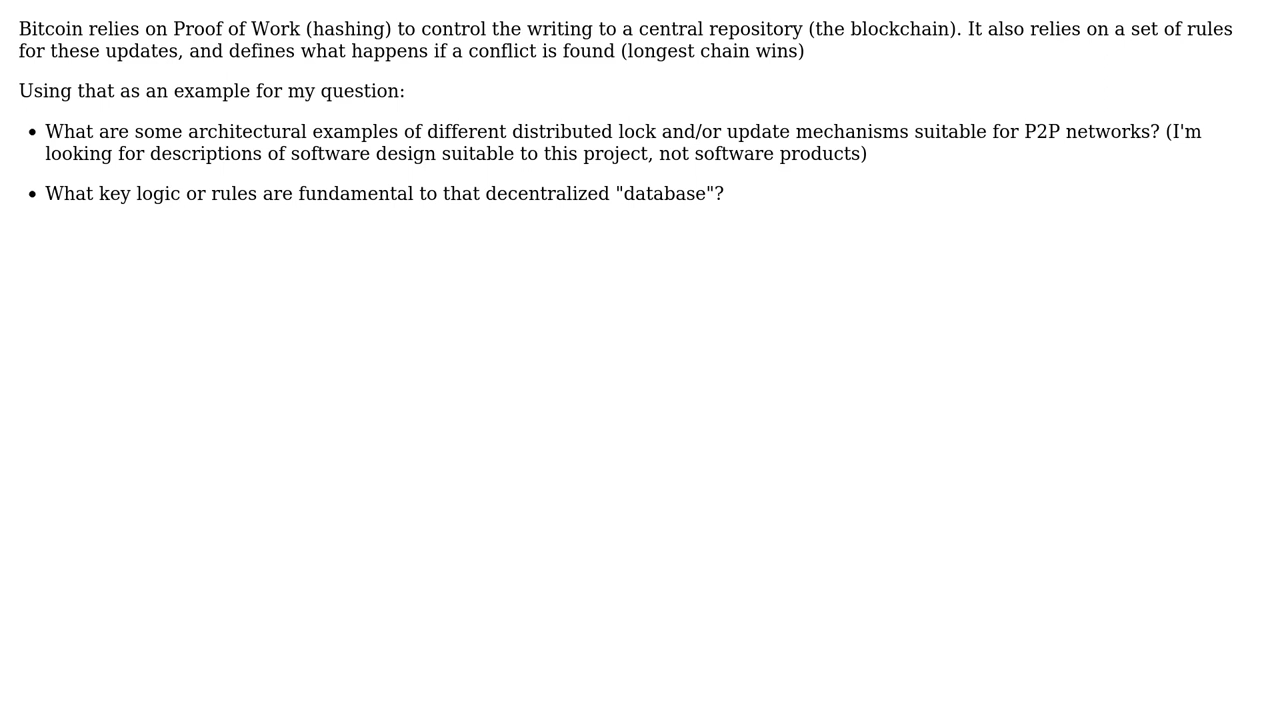 Bitcoin relies on Proof of Work (hashing) to control the writing to a central repository (the blockchain). It also relies on a set of rules
for these updates, and defines what happens if a conflict is found (longest chain wins)
Using that as an example for my question:
• What are some architectural examples of different distributed lock and/or update mechanisms suitable for P2P networks? (I'm
looking for descriptions of software design suitable to this project, not software products)
• What key logic or rules are fundamental to that decentralized "database"?